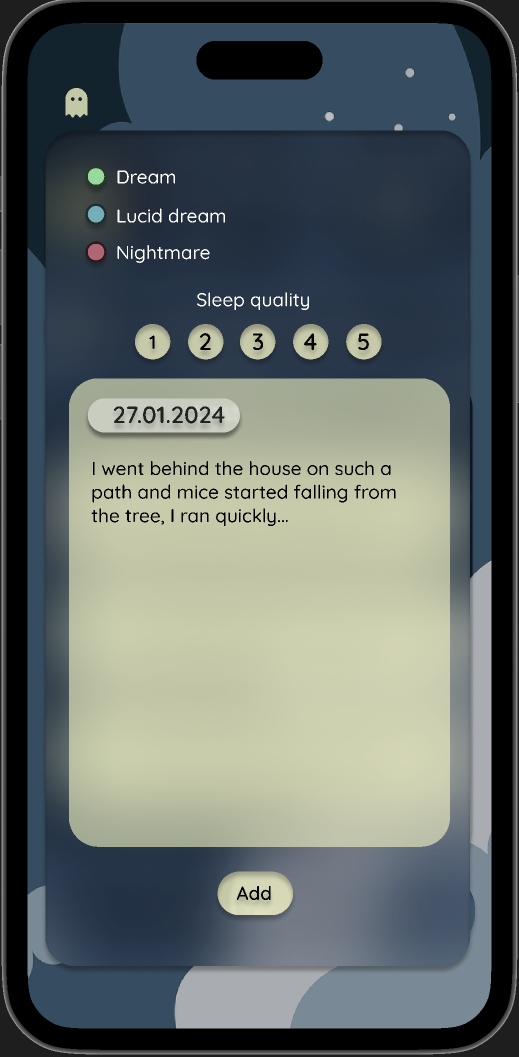 Dream
Lucid dream
Nightmare
Sleep quality
1 2 3 4 5
27.01.2024
I went behind the house on such a
path and mice started falling from
the tree, I ran quickly...
Add